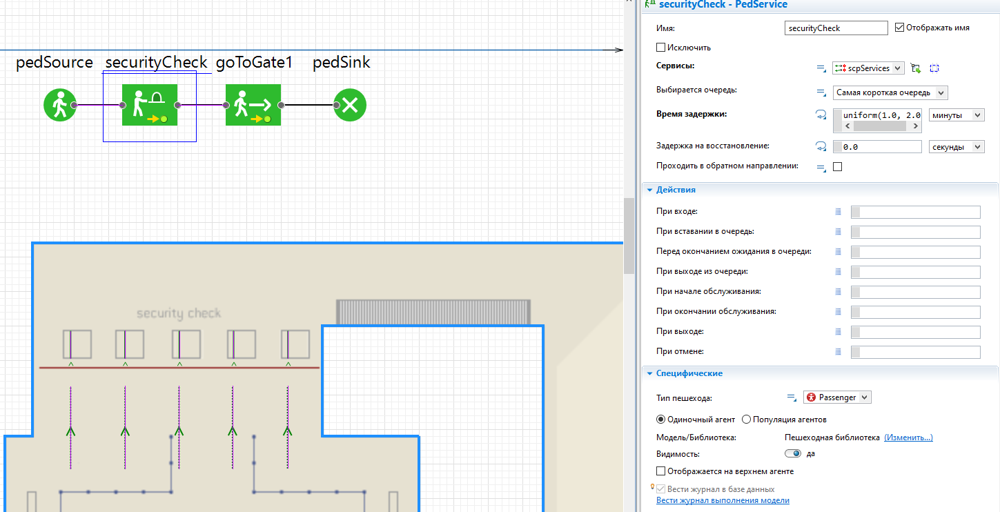 securityCheck - PedService
Имя: securityCheck Отображать имя
Исключить
Сервисы: scpServices
Выбирается очередь: Самая короткая очередь
Время задержки: uniform(1.0, 2.0 минуты
Задержка на восстановление: 0.0 секунды
Проходить в обратном направлении:
Действия
При входе:
При вставании в очередь:
Перед окончанием ожидания в очереди:
При выходе из очереди:
При начале обслуживания:
При окончании обслуживания:
При выходе:
При отмене:
Специфические
Тип пешехода: Passenger
Одиночный агент Популяция агентов
Модель/Библиотека: Пешеходная библиотека (Изменить...)
Видимость: да
Отображается на верхнем агенте
Вести журнал в базе данных
Вести журнал выполнения модели
pedSource securityCheck goToGate1 pedSink
security check